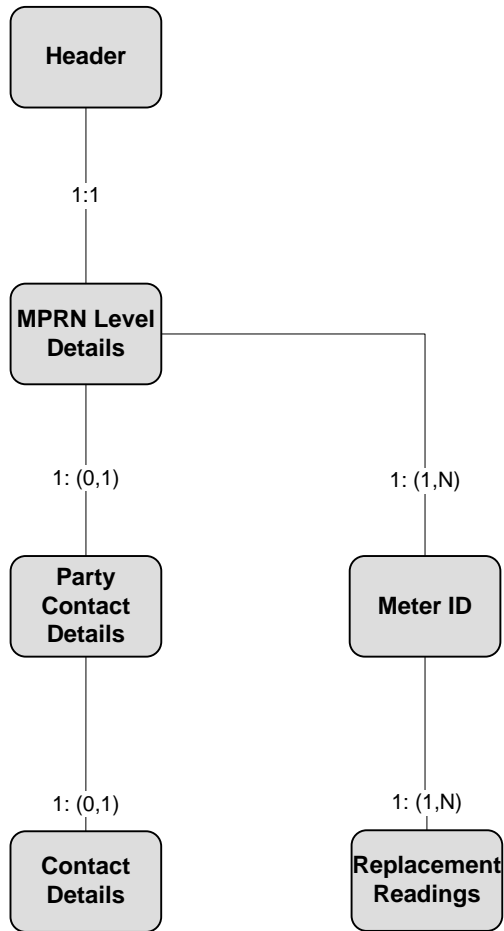 Header
1:1
MPRN Level
Details
1: (0,1)
1: (1,N)
Party
Contact
Details
Meter ID
1: (0,1)
1: (1,N)
Contact
Details
Replacement
Readings